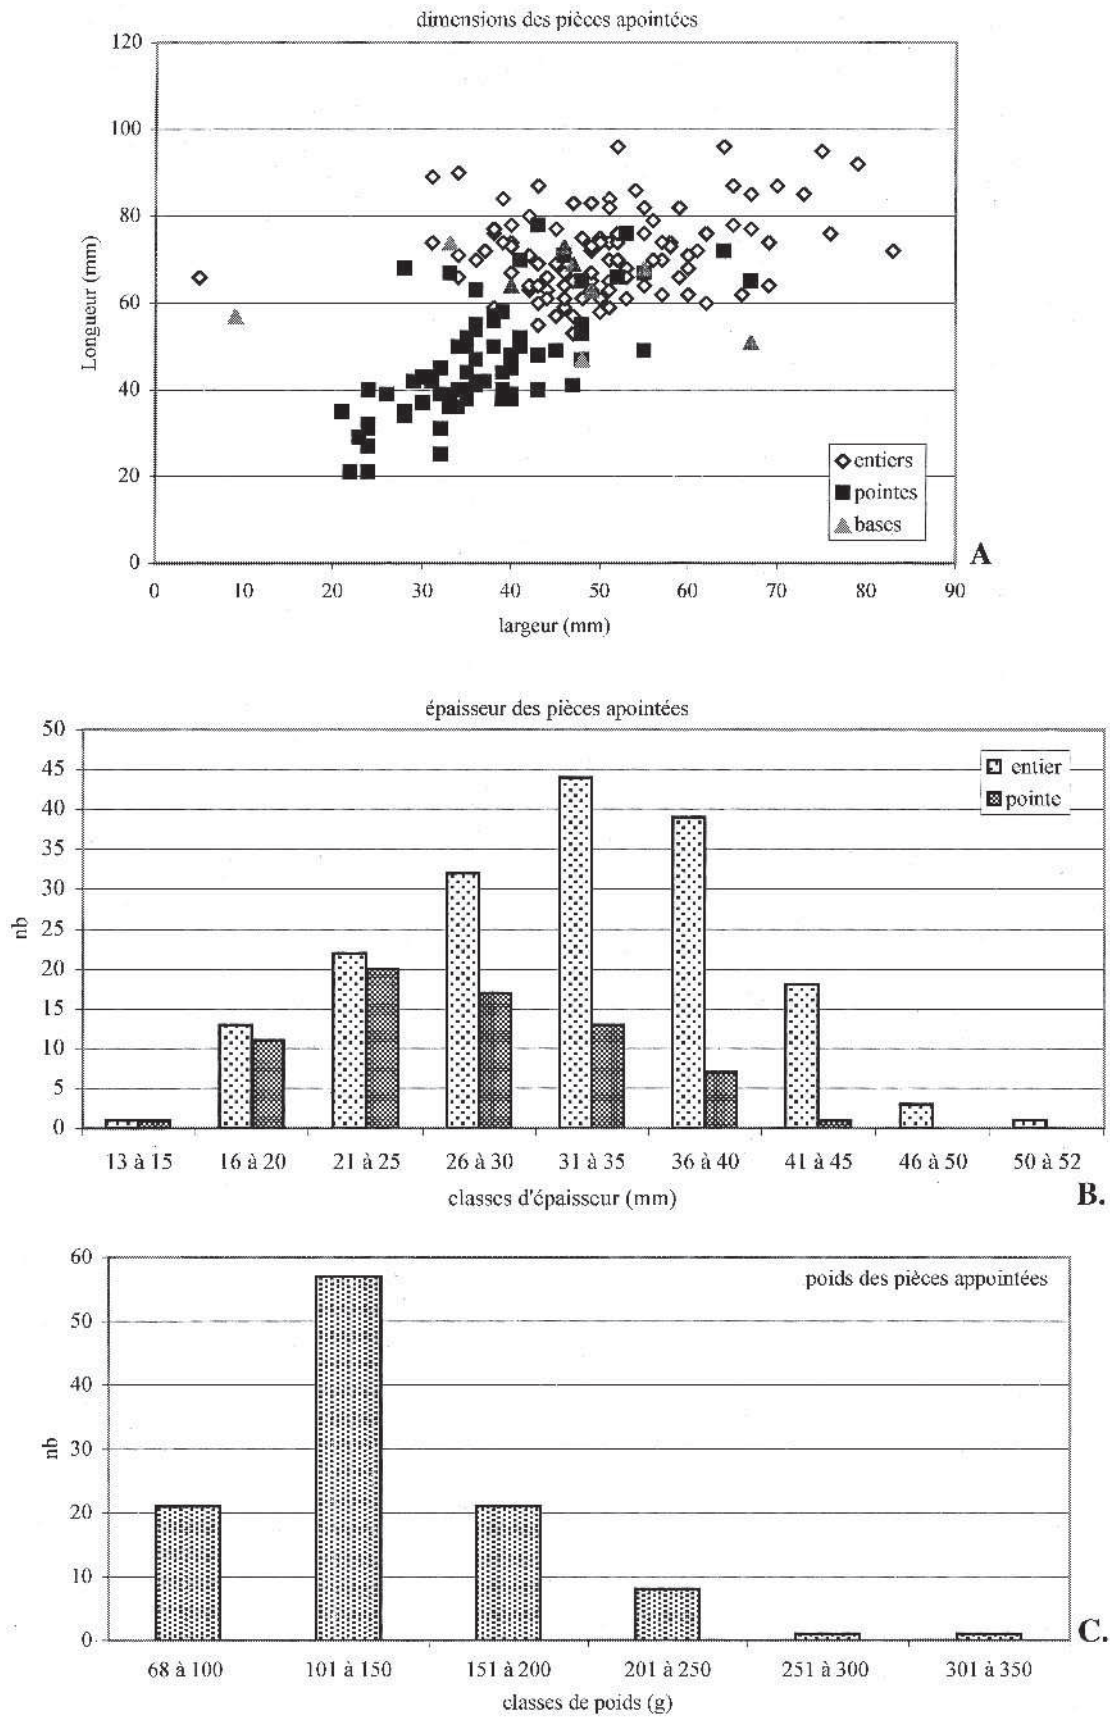 dimensions des pièces apointées
120
100
80
60
40
20
0
Longueur (mm)
0 10 20 30 40 50 60 70 80 90
largeur (mm)
entiers
pointes
bases
A
épaisseur des pièces apointées
50
45
40
35
30
25
20
15
10
5
0
nb
entier
pointe
13 à 15 16 à 20 21 à 25 26 à 30 31 à 35 36 à 40 41 à 45 46 à 50 50 à 52
classes d'épaisseur (mm)
B.
poids des pièces appointées
60
50
40
30
20
10
0
nb
68 à 100 101 à 150 151 à 200 201 à 250 251 à 300 301 à 350
classes de poids (g)
C.